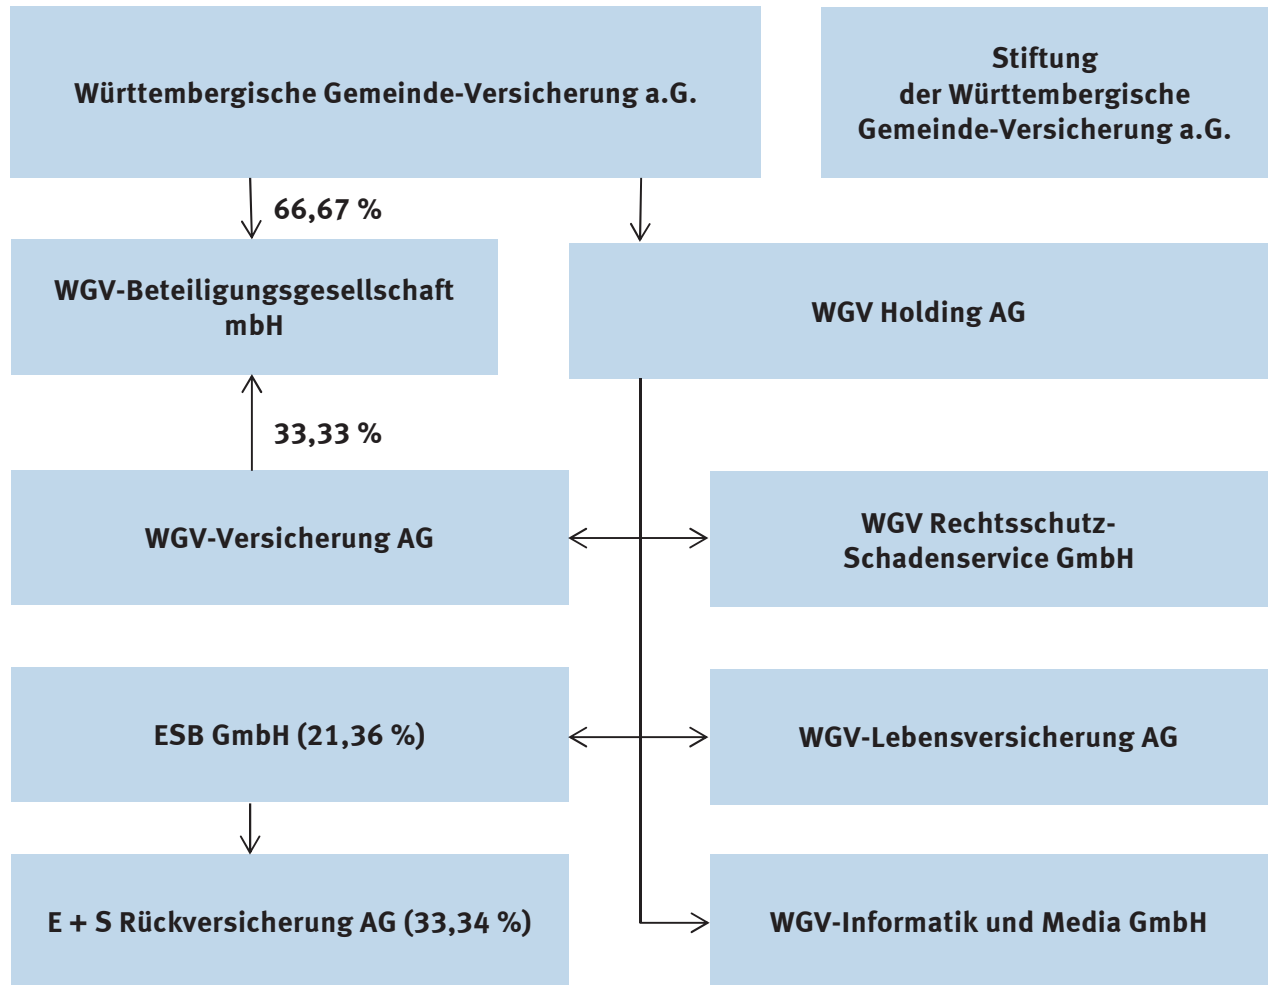 Württembergische Gemeinde-Versicherung a.G.
Stiftung
der Württembergische
Gemeinde-Versicherung a.G.
66,67 %
WGV-Beteiligungsgesellschaft
mbH
WGV Holding AG
33,33 %
WGV-Versicherung AG
WGV Rechtsschutz-
Schadenservice GmbH
ESB GmbH (21,36 %)
WGV-Lebensversicherung AG
E + S Rückversicherung AG (33,34 %)
WGV-Informatik und Media GmbH